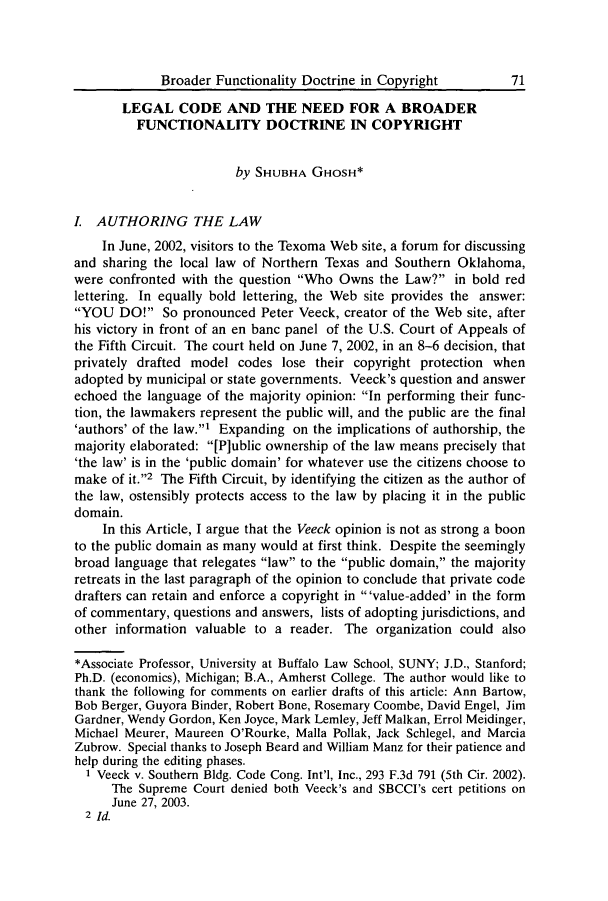 Broader Functionality Doctrine in Copyright 71
LEGAL CODE AND THE NEED FOR A BROADER
FUNCTIONALITY DOCTRINE IN COPYRIGHT
by SHUBHA GHOSH*
I. AUTHORING THE LAW
In June, 2002, visitors to the Texoma Web site, a forum for discussing
and sharing the local law of Northern Texas and Southern Oklahoma,
were confronted with the question “Who Owns the Law?” in bold red
lettering. In equally bold lettering, the Web site provides the answer:
“YOU DO!” So pronounced Peter Veeck, creator of the Web site, after
his victory in front of an en banc panel of the U.S. Court of Appeals of
the Fifth Circuit. The court held on June 7, 2002, in an 8–6 decision, that
privately drafted model codes lose their copyright protection when
adopted by municipal or state governments. Veeck's question and answer
echoed the language of the majority opinion: “In performing their func-
tion, the lawmakers represent the public will, and the public are the final
‘authors’ of the law.”1 Expanding on the implications of authorship, the
majority elaborated: “[P]ublic ownership of the law means precisely that
‘the law’ is in the ‘public domain’ for whatever use the citizens choose to
make of it.”2 The Fifth Circuit, by identifying the citizen as the author of
the law, ostensibly protects access to the law by placing it in the public
domain.
In this Article, I argue that the Veeck opinion is not as strong a boon
to the public domain as many would at first think. Despite the seemingly
broad language that relegates “law” to the “public domain,” the majority
retreats in the last paragraph of the opinion to conclude that private code
drafters can retain and enforce a copyright in “‘value-added’ in the form
of commentary, questions and answers, lists of adopting jurisdictions, and
other information valuable to a reader. The organization could also
*Associate Professor, University at Buffalo Law School, SUNY; J.D., Stanford;
Ph.D. (economics), Michigan; B.A., Amherst College. The author would like to
thank the following for comments on earlier drafts of this article: Ann Bartow,
Bob Berger, Guyora Binder, Robert Bone, Rosemary Coombe, David Engel, Jim
Gardner, Wendy Gordon, Ken Joyce, Mark Lemley, Jeff Malkan, Errol Meidinger,
Michael Meurer, Maureen O'Rourke, Malla Pollak, Jack Schlegel, and Marcia
Zubrow. Special thanks to Joseph Beard and William Manz for their patience and
help during the editing phases.
1 Veeck v. Southern Bldg. Code Cong. Int'l, Inc., 293 F.3d 791 (5th Cir. 2002).
The Supreme Court denied both Veeck's and SBCCI's cert petitions on
June 27, 2003.
2 Id.